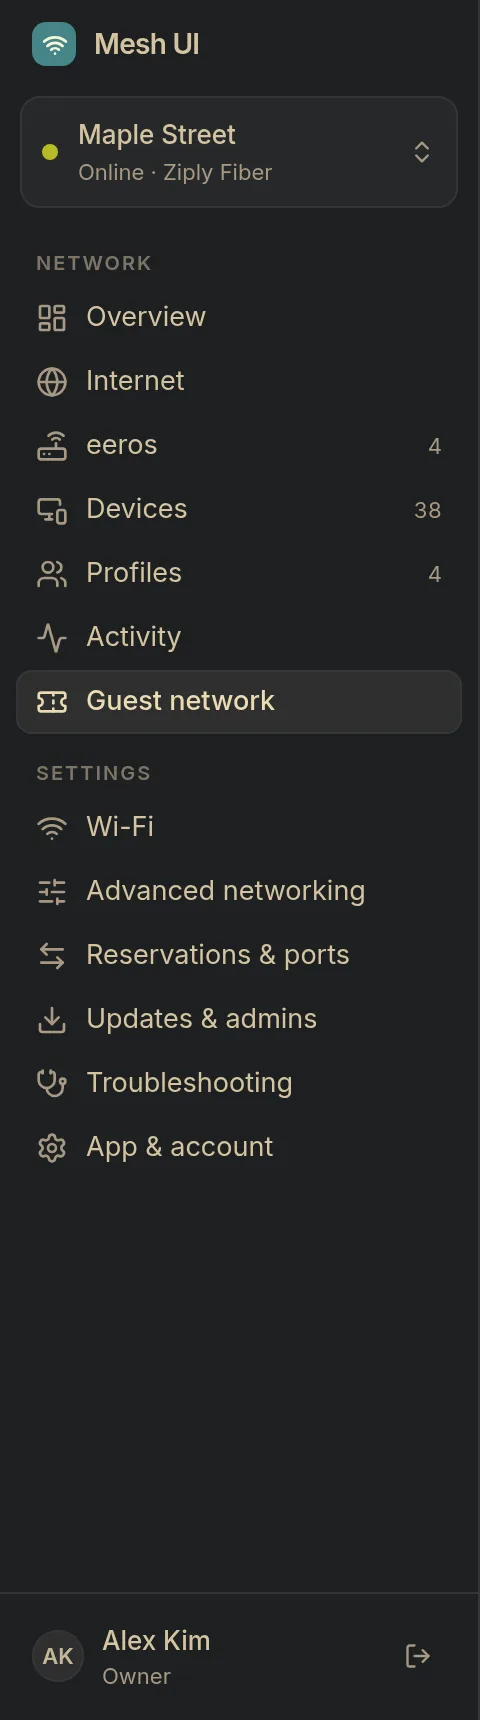 Mesh UI
Maple Street
Online · Ziply Fiber
NETWORK
Overview
Internet
eeros 4
Devices 38
Profiles 4
Activity
Guest network
SETTINGS
Wi-Fi
Advanced networking
Reservations & ports
Updates & admins
Troubleshooting
App & account
AK
Alex Kim
Owner